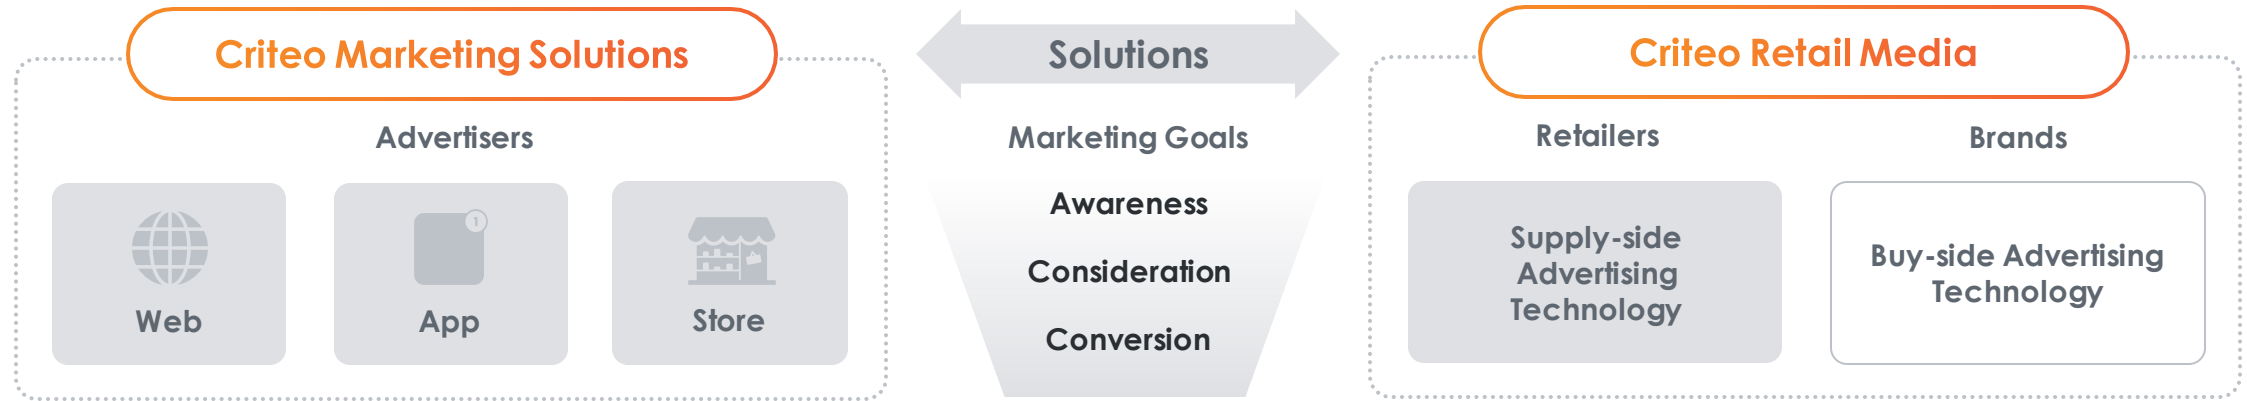 Criteo Marketing Solutions
Advertisers
1
Web
App
Store
Solutions
Marketing Goals
Awareness
Consideration
Conversion
Criteo Retail Media
Retailers
Brands
Supply-side
Advertising
Technology
Buy-side Advertising
Technology